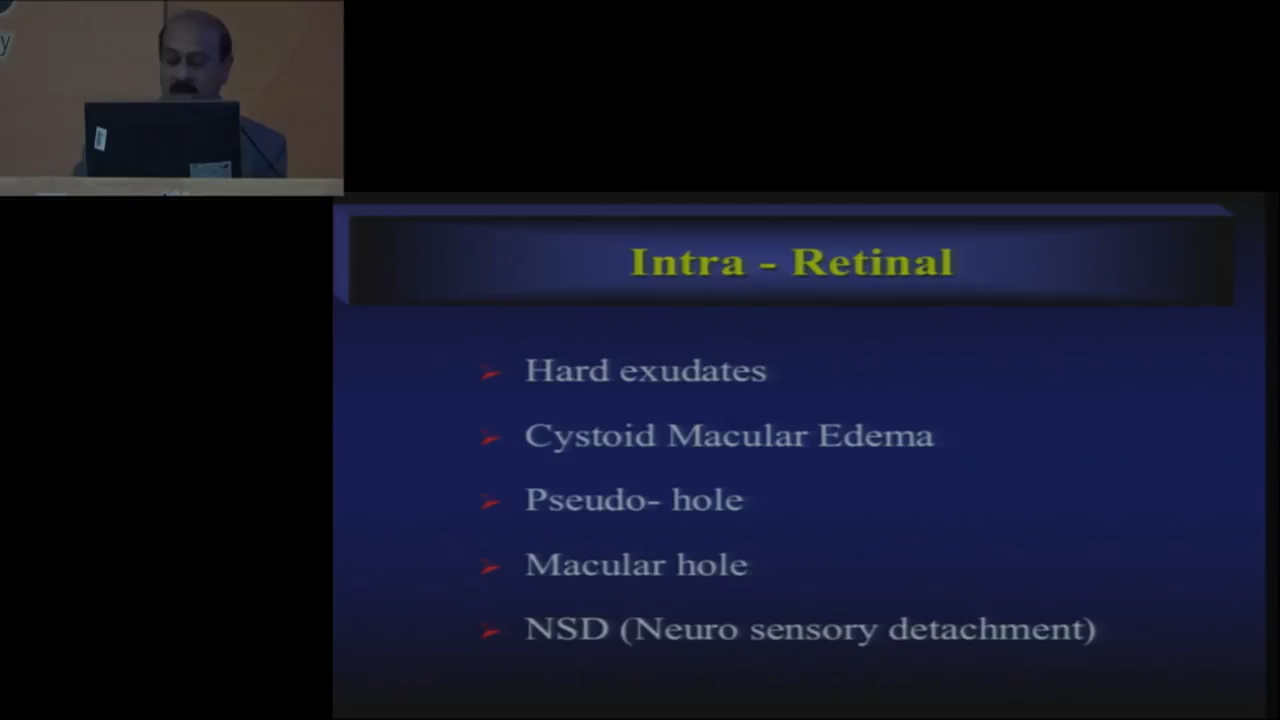 y
Intra - Retinal
Hard exudates
Cystoid Macular Edema
Pseudo- hole
Macular hole
NSD (Neuro sensory detachment)